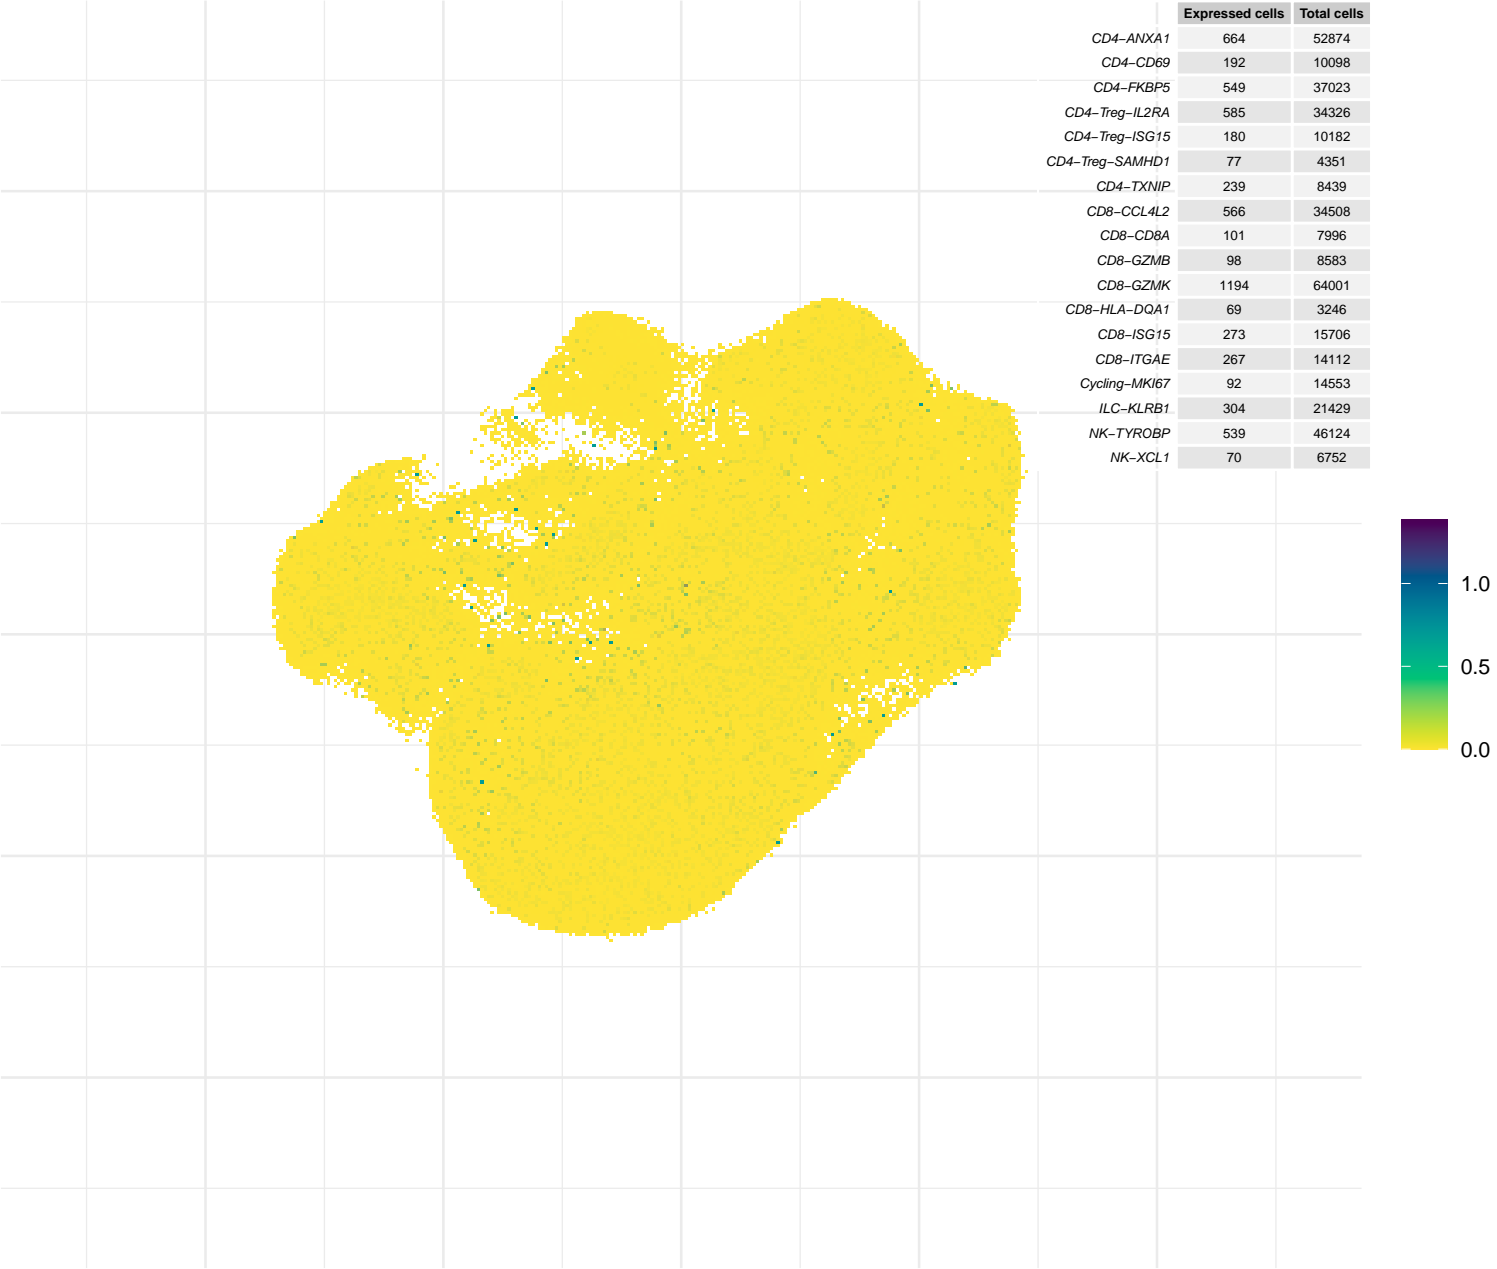 Expressed cells Total cells
CD4−ANXA1 664 52874
CD4−CD69 192 10098
CD4−FKBP5 549 37023
CD4−Treg−IL2RA 585 34326
CD4−Treg−ISG15 180 10182
CD4−Treg−SAMHD1 77 4351
CD4−TXNIP 239 8439
CD8−CCL4L2 566 34508
CD8−CD8A 101 7996
CD8−GZMB 98 8583
CD8−GZMK 1194 64001
CD8−HLA−DQA1 69 3246
CD8−ISG15 273 15706
CD8−ITGAE 267 14112
Cycling−MKI67 92 14553
ILC−KLRB1 304 21429
NK−TYROBP 539 46124
NK−XCL1 70 6752
1.0
0.5
0.0